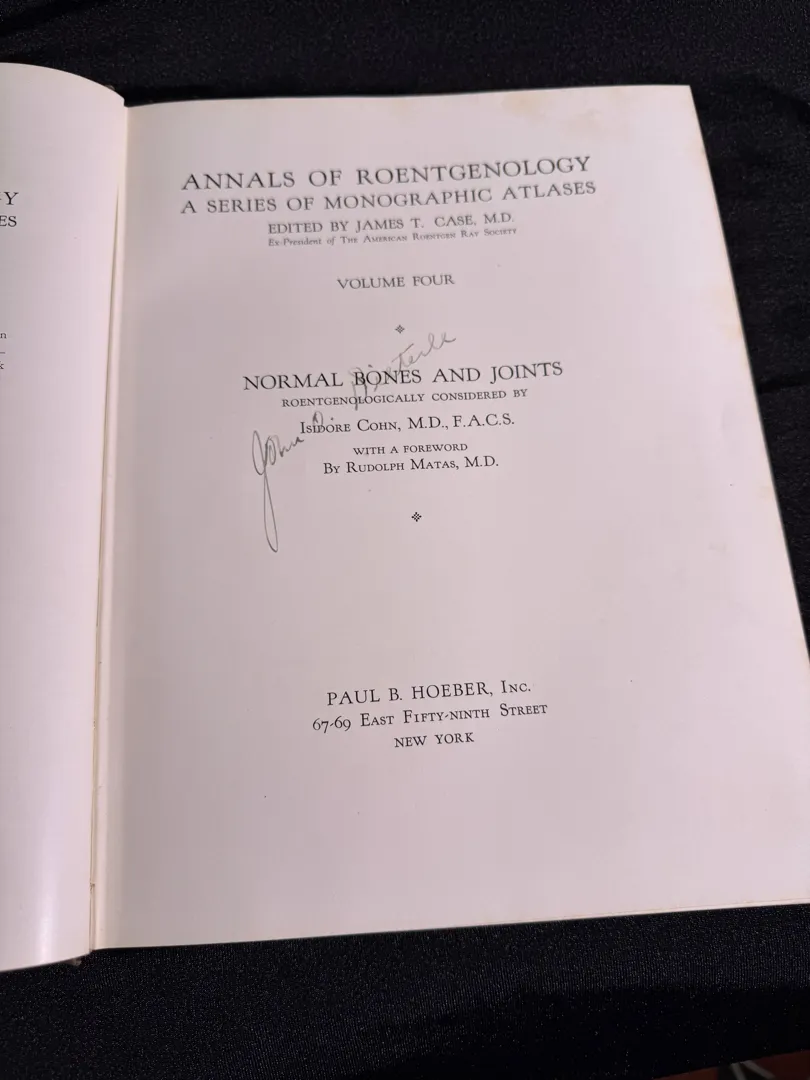 Y
ES
n
k
ANNALS OF ROENTGENOLOGY
A SERIES OF MONOGRAPHIC ATLASES
EDITED BY JAMES T. CASE, M.D.
Ex-President of THE AMERICAN ROENTGEN RAY SOCIETY
VOLUME FOUR
NORMAL BONES AND JOINTS
ROENTGENOLOGICALLY CONSIDERED BY
ISIDORE COHN, M.D., F.A.C.S.
WITH A FOREWORD
BY RUDOLPH MATAS, M.D.
John D.
PAUL B. HOEBER, INC.
67-69 EAST FIFTY-NINTH STREET
NEW YORK